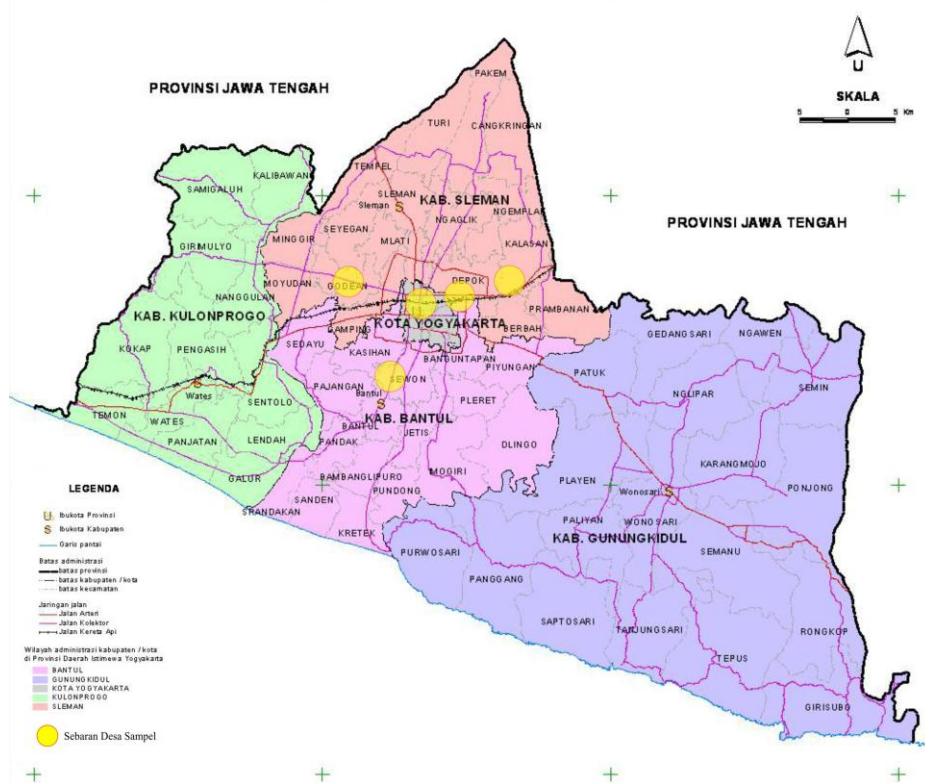 PROVINSI JAWA TENGAH
U
SKALA
5 0 5 Km
PAKEM
TURI
CANGKRINGAN
TEMPEL
KALIBAWAN
SAMIGALUH
SLEMAN
Sleman
S
KAB. SLEMAN
NGAGLIK
NGEMPLAK
PROVINSI JAWA TENGAH
SEYEGAN
MINGGIR
MLATI
KALASAN
GIRIMULYO
MOYUDAN
GODEAN
DEPOK
NANGGULAN
PRAMBANAN
KAB. KULONPROGO
U
KOTA YOGYAKARTA
GAMPING
BERBAH
GEDANGSARI
NGAWEN
SEDAYU
KASIHAN
BANGUNTAPAN
PIYUNGAN
KOKAP
PENGASIH
PATUK
SEMIN
Wates
S
PAJANGAN
SEWON
Bantul
S
NGLIPAR
SENTOLO
PLERET
TEMON
WATES
KAB. BANTUL
BANTUL
JETIS
PANJATAN
LENDAH
PANDAK
DLINGO
KARANGMOJO
GALUR
BAMBANGLIPURO
MOGIRI
PLAYEN
Wonosari
S
PONJONG
SANDEN
PUNDONG
SRANDAKAN
KRETEK
PALIYAN
WONOSARI
KAB. GUNUNGKIDUL
SEMANU
PURWOSARI
PANGGANG
SAPTOSARI
TANJUNGSARI
RONGKOP
TEPUS
GIRISUBO
LEGENDA
U Ibukota Provinsi
S Ibukota Kabupaten
Garis pantai
Batas administrasi
batas provinsi
batas kabupaten / kota
batas kecamatan
Jaringan jalan
Jalan Arteri
Jalan Kolektor
Jalan Kereta Api
Wilayah administrasi kabupaten / kota
di Provinsi Daerah Istimewa Yogyakarta
BANTUL
GUNUNGKIDUL
KOTA YOGYAKARTA
KULONPROGO
SLEMAN
Sebaran Desa Sampel